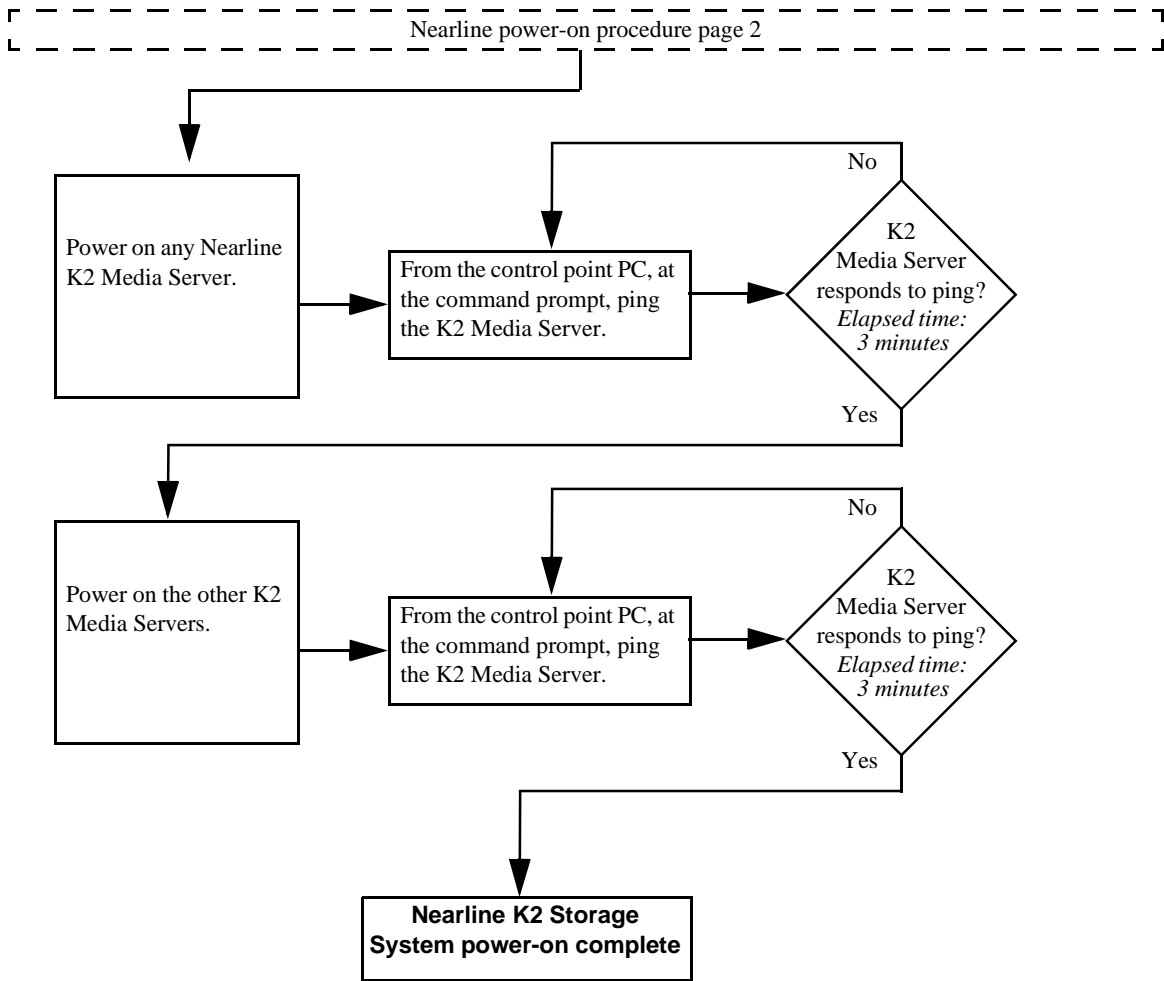 Nearline power-on procedure page 2
No
Power on any Nearline
K2 Media Server.
From the control point PC, at
the command prompt, ping
the K2 Media Server.
K2
Media Server
responds to ping?
Elapsed time:
3 minutes
Yes
No
Power on the other K2
Media Servers.
From the control point PC, at
the command prompt, ping
the K2 Media Server.
K2
Media Server
responds to ping?
Elapsed time:
3 minutes
Yes
Nearline K2 Storage
System power-on complete